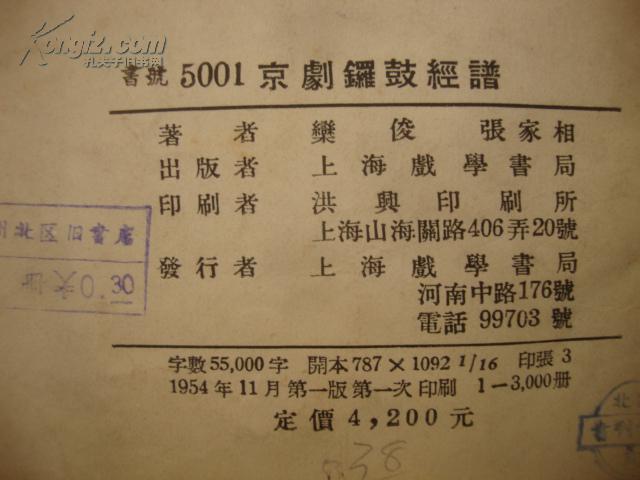 Kongfz.com
孔夫子旧书网
書號 5001 京劇鑼鼓經譜
著者 欒俊 張家相
出版者 上海戲學書局
印刷者 洪興印刷所
上海山海關路406弄20號
發行者 上海戲學書局
河南中路176號
電話 99703 號
字數55,000字 開本787×1092 1/16 印張3
1954年11月第一版第一次印刷 1—3,000册
定價4,200元
北区旧書店
0.30
38
北